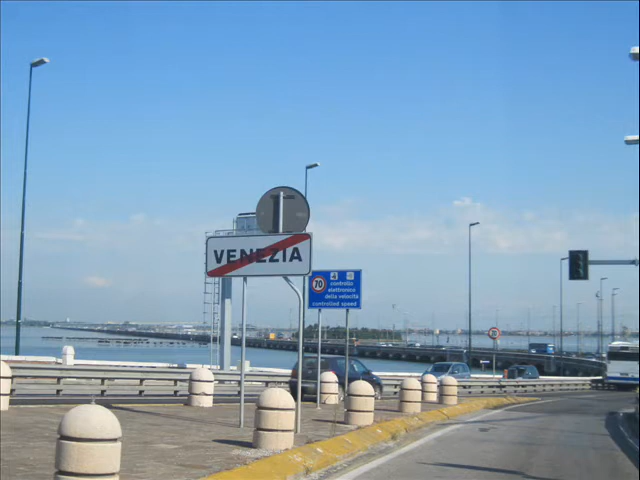 VENEZIA
70
controllo
elettronico
della velocità
controlled speed